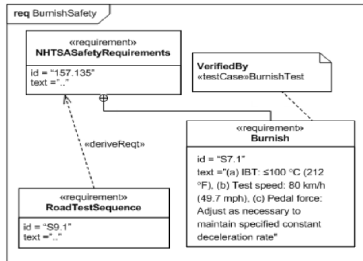 req BurnishSafety
«requirement»
NHTSASafetyRequirements
id = "157.135"
text =".."
VerifiedBy
«testCase»BurnishTest
«deriveReqt»
«requirement»
Burnish
id = "S7.1"
text ="(a) IBT: ≤100 °C (212
°F), (b) Test speed: 80 km/h
(49.7 mph), (c) Pedal force:
Adjust as necessary to
maintain specified constant
deceleration rate"
«requirement»
RoadTestSequence
id = "S9.1"
text =".."